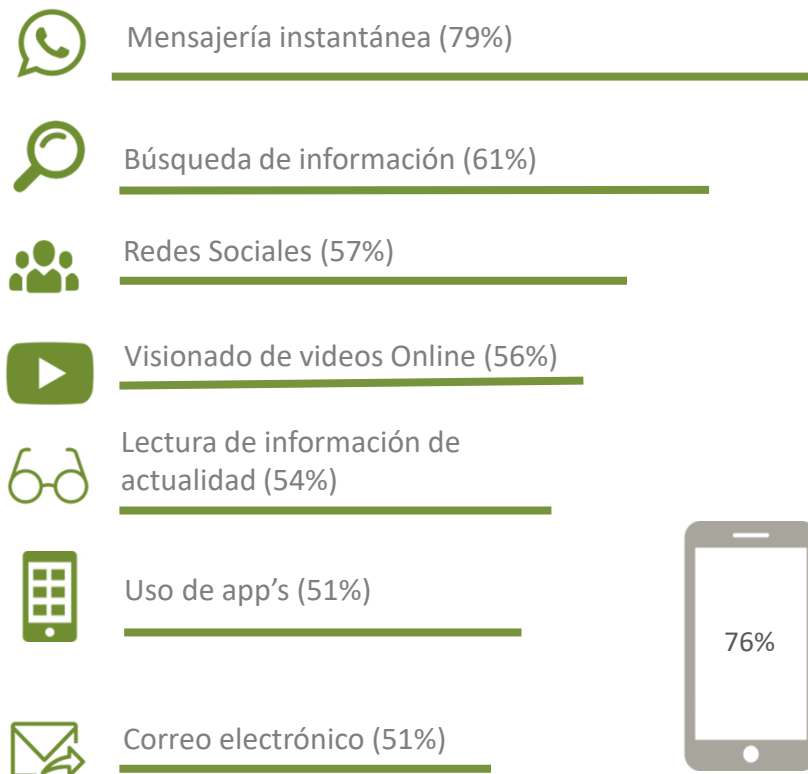 Mensajería instantánea (79%)
Búsqueda de información (61%)
Redes Sociales (57%)
Visionado de videos Online (56%)
Lectura de información de
actualidad (54%)
Uso de app's (51%)
76%
Correo electrónico (51%)